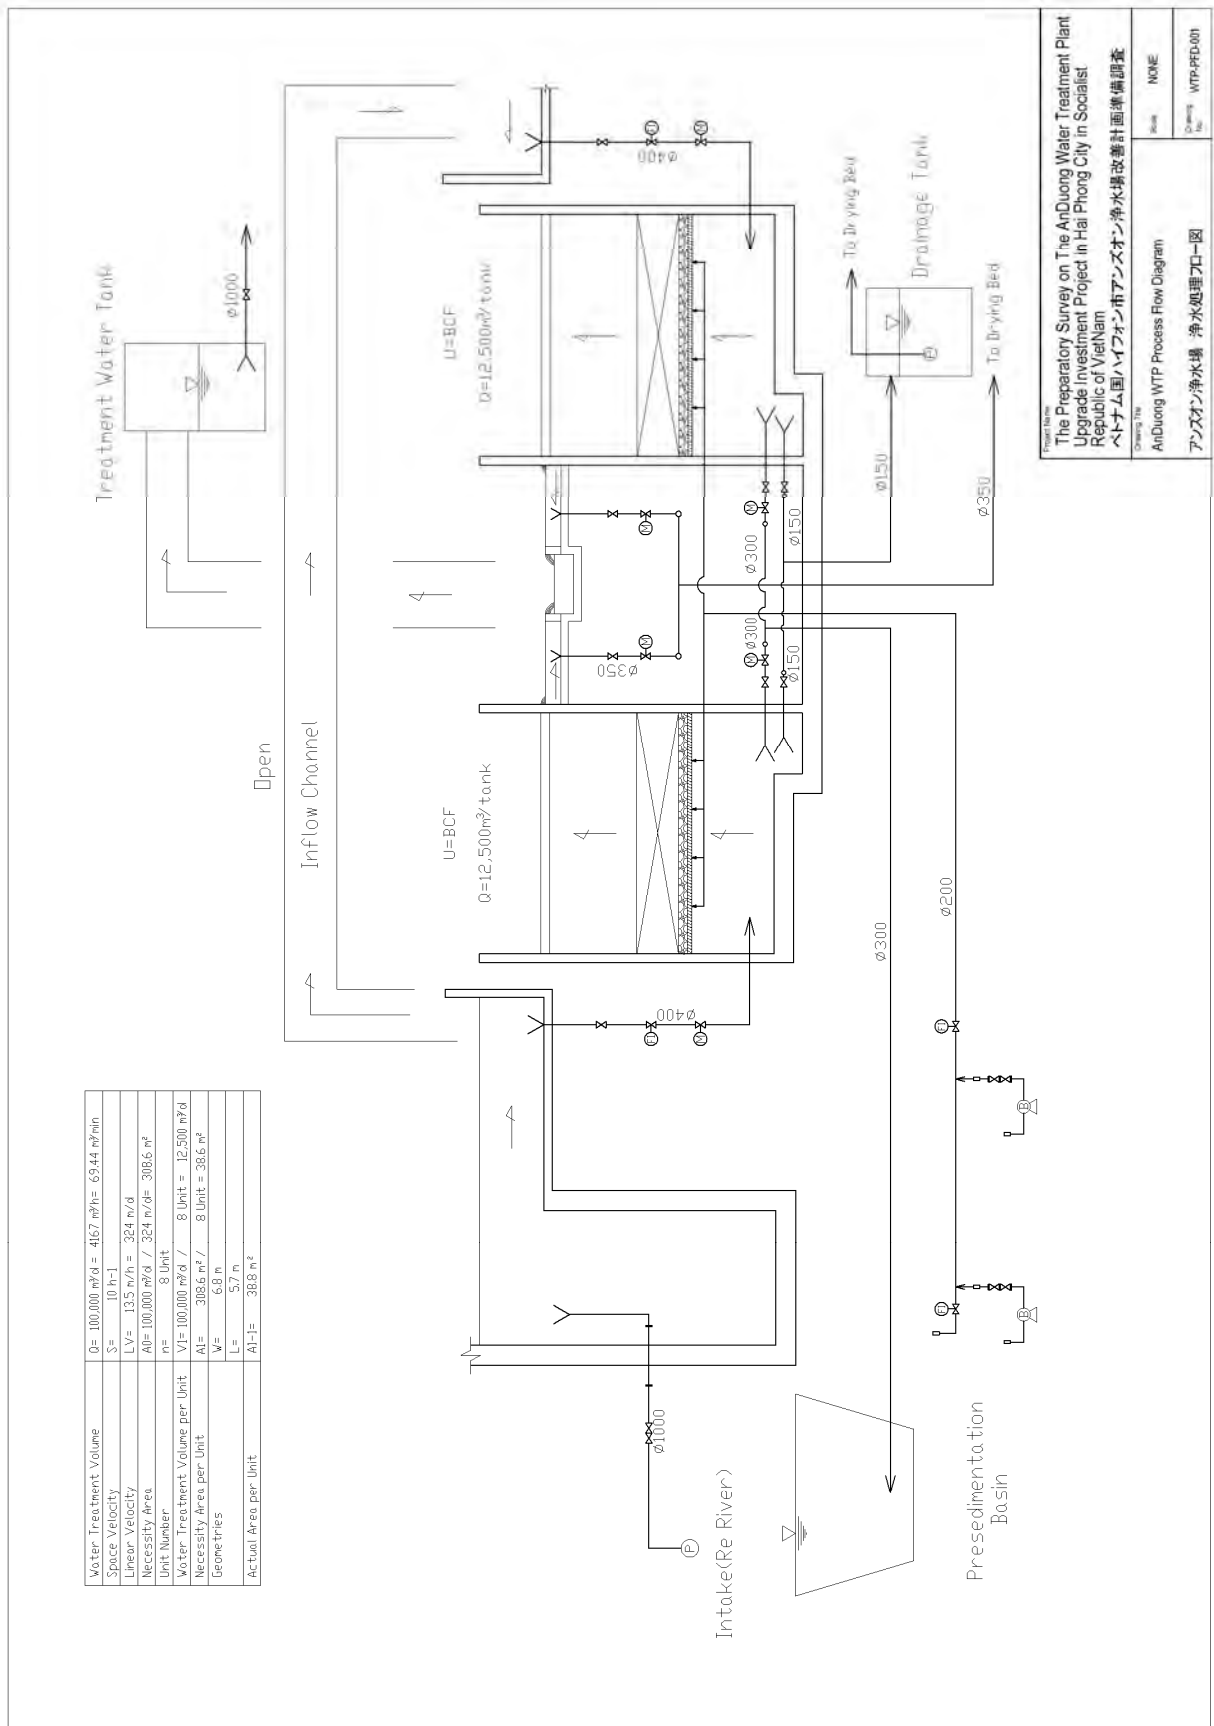 Water Treatment Volume Q= 100,000 m³/d = 4167 m³/h= 69.44 m³/min
Space Velocity S= 10 h-1
Linear Velocity LV= 13.5 m/h = 324 m/d
Necessity Area A0= 100,000 m³/d / 324 m/d= 308.6 m²
Unit Number n= 8 Unit
Water Treatment Volume per Unit V1= 100,000 m³/d / 8 Unit = 12,500 m³/d
Necessity Area per Unit A1= 308.6 m² / 8 Unit = 38.6 m²
Geometries W= 6.8 m
L= 5.7 m
Actual Area per Unit A1-1= 38.8 m²
Treatment Water Tank
ø1000
Open
Inflow Channel
U=BCF
Q=12,500m³/tank
U=BCF
Q=12,500m³/tank
ø400
FI
M
ø350
M
M
ø400
FI
M
M
ø300
ø150
M
ø300
ø150
ø1000
P
Intake(Re River)
Presedimentation
Basin
ø300
ø200
FI
FI
B
B
ø150
To Drying Bed
Drainage Tank
P
ø350
To Drying Bed
Project Name
The Preparatory Survey on The AnDuong Water Treatment Plant
Upgrade Investment Project in Hai Phong City in Socialist
Republic of VietNam
ベトナム国ハイフォン市アンズオン浄水場改善計画準備調査
Drawing Title
AnDuong WTP Process Flow Diagram
アンズオン浄水場 浄水処理フロー図
Scale NONE
Drawing No. WTP-PFD-001